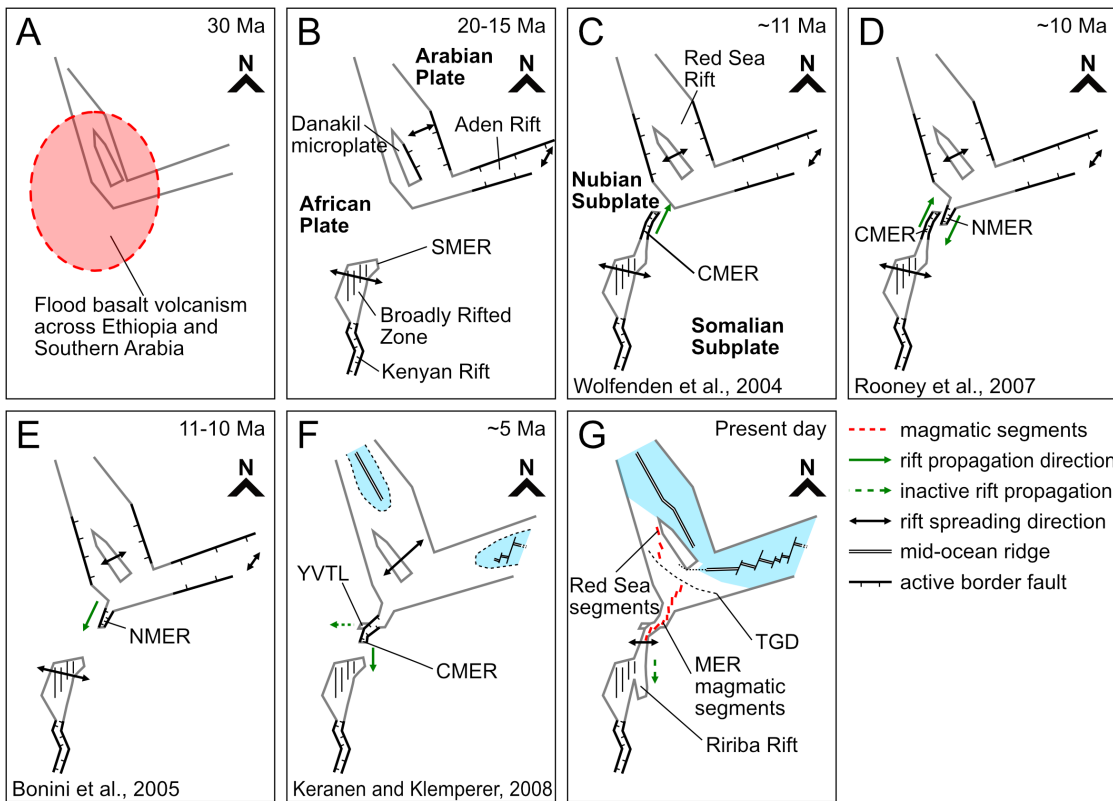 A
30 Ma
N
Flood basalt volcanism
across Ethiopia and
Southern Arabia
B
20-15 Ma
Arabian
Plate
N
Danakil
microplate
Aden Rift
African
Plate
SMER
Broadly Rifted
Zone
Kenyan Rift
C
~11 Ma
Red Sea
Rift
N
Nubian
Subplate
CMER
Somalian
Subplate
Wolfenden et al., 2004
D
~10 Ma
N
CMER
NMER
Rooney et al., 2007
E
11-10 Ma
N
NMER
Bonini et al., 2005
F
~5 Ma
N
YVTL
CMER
Keranen and Klemperer, 2008
G
Present day
N
Red Sea
segments
TGD
MER
magmatic
segments
Ririba Rift
magmatic segments
rift propagation direction
inactive rift propagation
rift spreading direction
mid-ocean ridge
active border fault